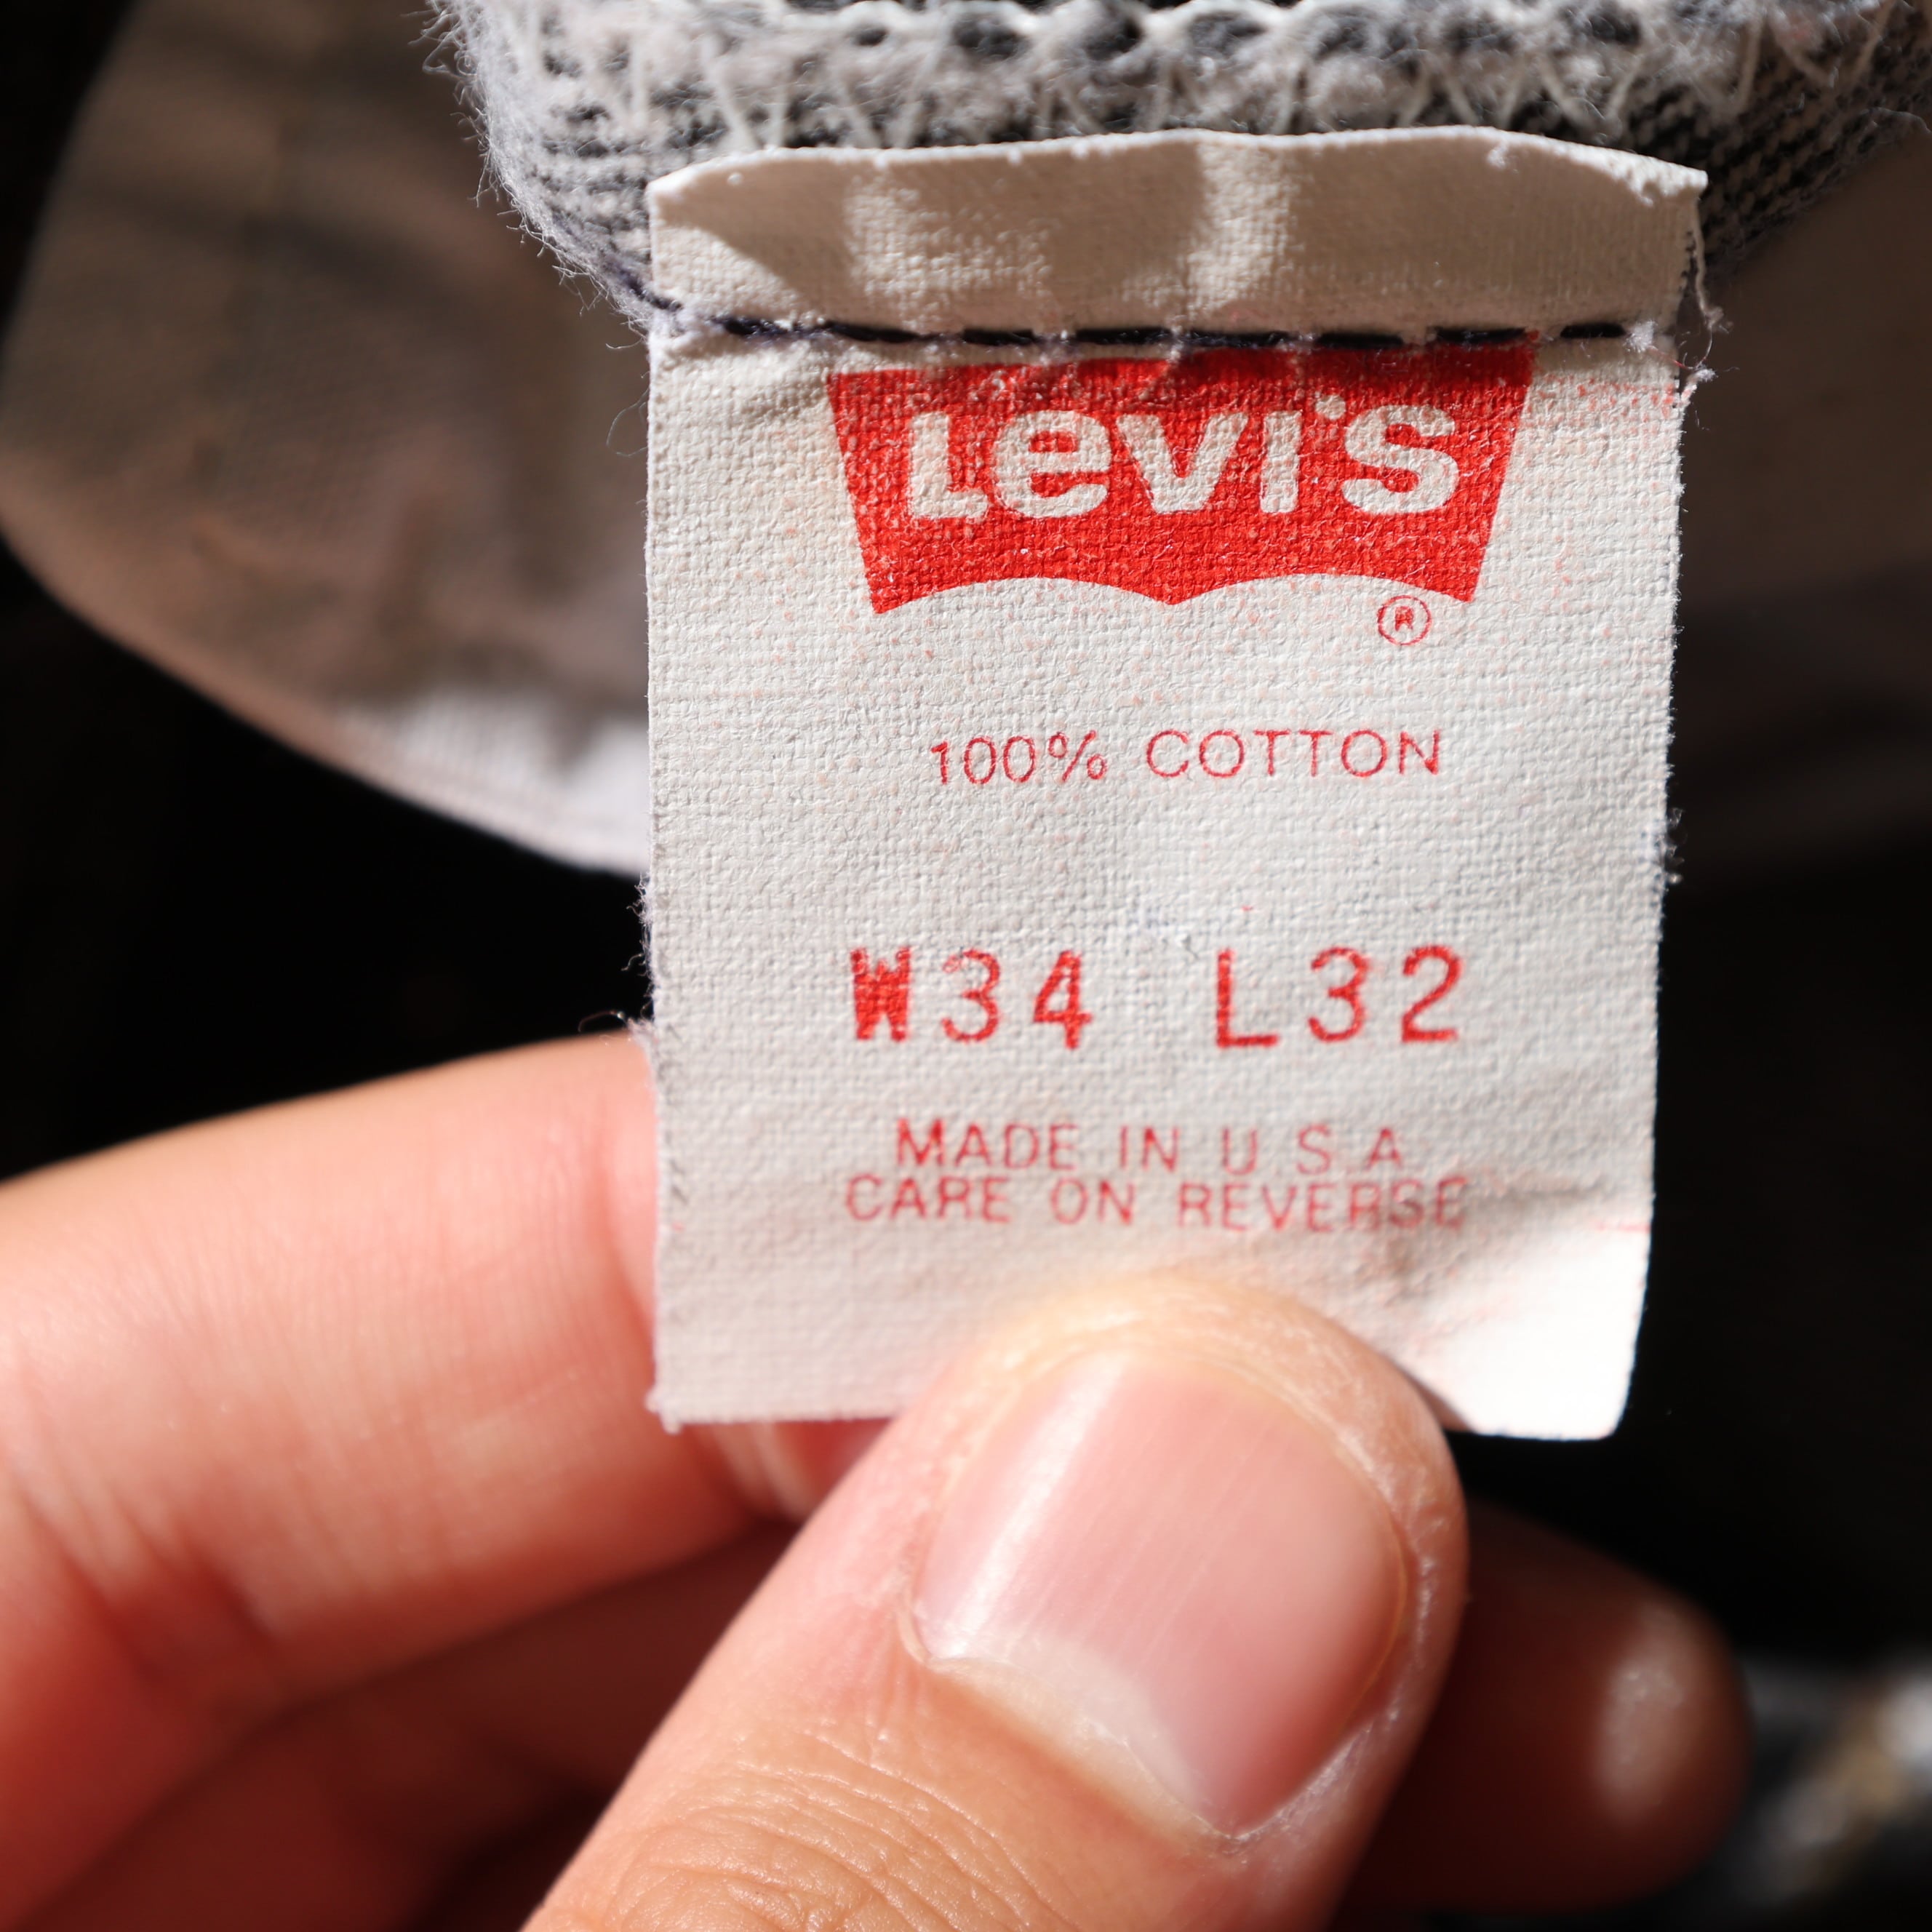 Levi's
®
100% COTTON
W34 L32
MADE IN U.S.A.
CARE ON REVERSE